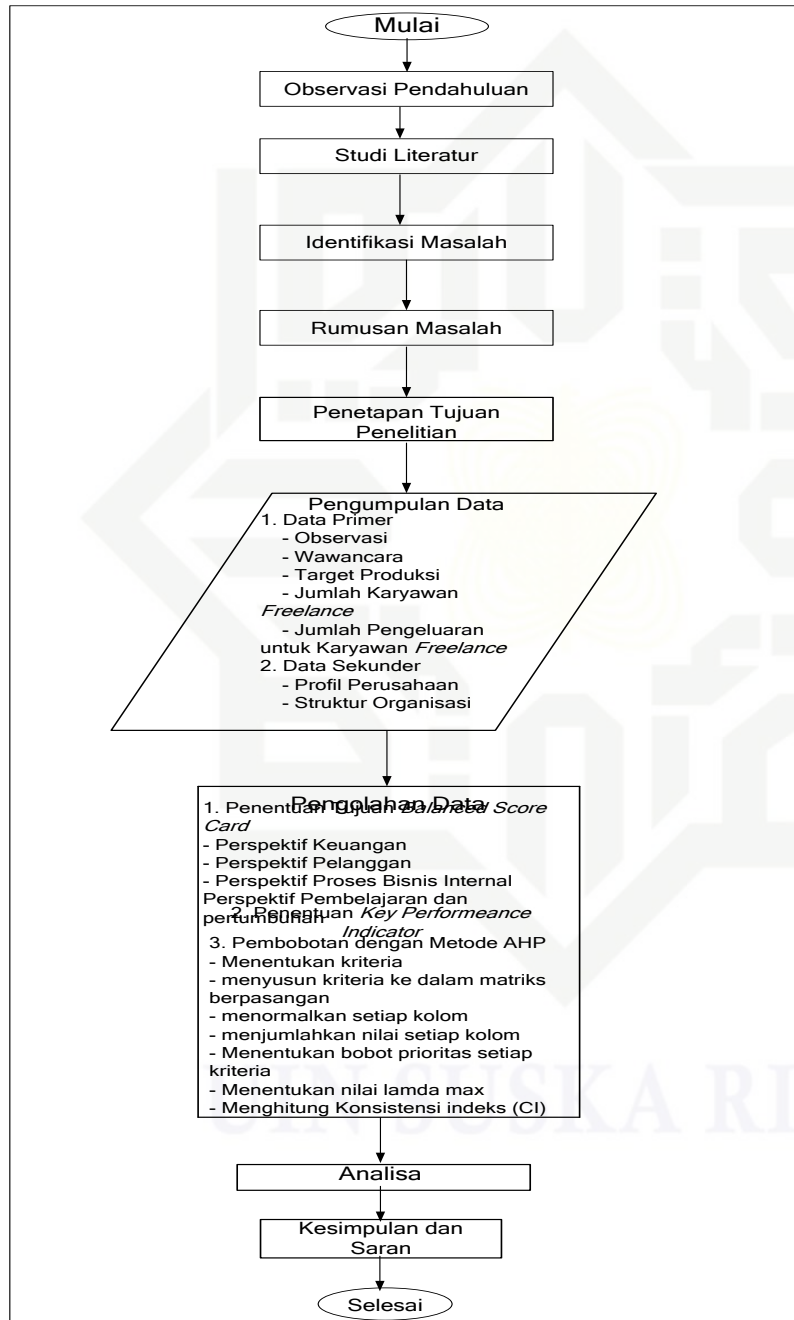 Mulai
Observasi Pendahuluan
Studi Literatur
Identifikasi Masalah
Rumusan Masalah
Penetapan Tujuan
Penelitian
Pengumpulan Data
1. Data Primer
- Observasi
- Wawancara
- Target Produksi
- Jumlah Karyawan
Freelance
- Jumlah Pengeluaran
untuk Karyawan Freelance
2. Data Sekunder
- Profil Perusahaan
- Struktur Organisasi
Pengolahan Data
1. Penentuan Tujuan Balanced Score
Card
- Perspektif Keuangan
- Perspektif Pelanggan
- Perspektif Proses Bisnis Internal
Perspektif Pembelajaran dan
pertumbuhan
2. Penentuan Key Performeance
Indicator
3. Pembobotan dengan Metode AHP
- Menentukan kriteria
- menyusun kriteria ke dalam matriks
berpasangan
- menormalkan setiap kolom
- menjumlahkan nilai setiap kolom
- Menentukan bobot prioritas setiap
kriteria
- Menentukan nilai lamda max
- Menghitung Konsistensi indeks (CI)
UIN SUSKA RI
Analisa
Kesimpulan dan
Saran
Selesai